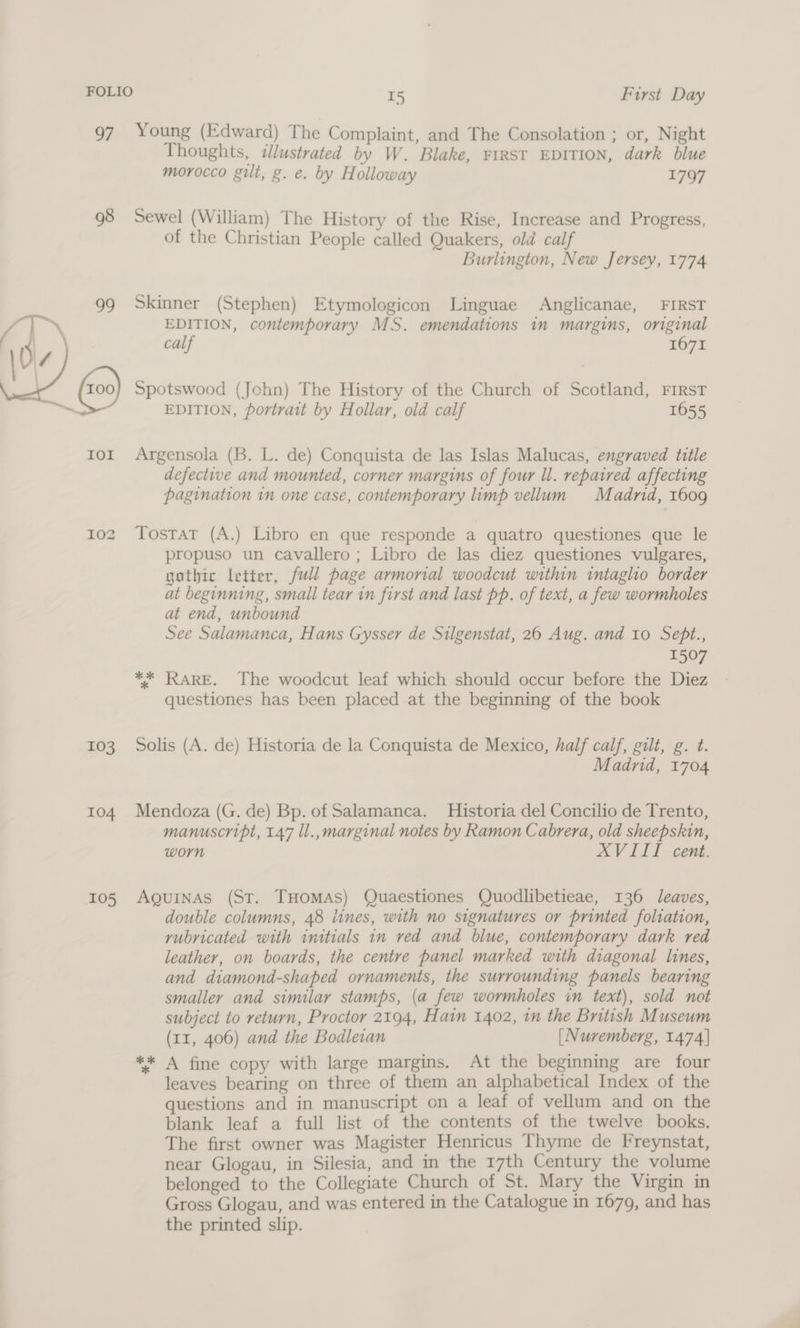 FOLIO 15 First Day
97 Young (Edward) The Complaint, and The Consolation ; or, Night
Thoughts, illustrated by W. Blake, FIRST EDITION, dark blue
morocco gilt, g. e. by Holloway 1797
98 Sewel (William) The History of the Rise, Increase and Progress,
of the Christian People called Quakers, old calf
Burlington, New Jersey, 1774
99 Skinner (Stephen) Etymologicon Linguae Anglicanae, FIRST
EDITION, contemporary MS. emendations in margins, original
calf 1671
100 Spotswood (John) The History of the Church of Scotland, FIRST
EDITION, portrait by Hollar, old calf 1655
101 Argensola (B. L. de) Conquista de las Islas Malucas, engraved title
defective and mounted, corner margins of four ll. repaired affecting
pagination in one case, contemporary limp vellum Madrid, 1609
102 TOSTAT (A.) Libro en que responde a quatro questiones que le
propuso un cavallero ; Libro de las diez questiones vulgares,
gothic letter, full page armorial woodcut within intaglio border
at beginning, small tear in first and last pp. of text, a few wormholes
at end, unbound
See Salamanca, Hans Gysser de Silgenstat, 26 Aug. and 10 Sept.,
1507
*** RARE. The woodcut leaf which should occur before the Diez
questiones has been placed at the beginning of the book
103 Solis (A. de) Historia de la Conquista de Mexico, half calf, gilt, g. t.
Madrid, 1704
104 Mendoza (G. de) Bp. of Salamanca. Historia del Concilio de Trento,
manuscript, 147 ll., marginal notes by Ramon Cabrera, old sheepskin,
worn XVIII cent.
105 AQUINAS (ST. THOMAS) Quaestiones Quodlibetieae, 136 leaves,
double columns, 48 lines, with no signatures or printed foliation,
rubricated with initials in red and blue, contemporary dark red
leather, on boards, the centre panel marked with diagonal lines,
and diamond-shaped ornaments, the surrounding panels bearing
smaller and similar stamps, (a few wormholes in text), sold not
subject to return, Proctor 2194, Hain 1402, in the British Museum
(11, 406) and the Bodleian [Nuremberg, 1474]
*** A fine copy with large margins. At the beginning are four
leaves bearing on three of them an alphabetical Index of the
questions and in manuscript on a leaf of vellum and on the
blank leaf a full list of the contents of the twelve books.
The first owner was Magister Henricus Thyme de Freynstat,
near Glogau, in Silesia, and in the 17th Century the volume
belonged to the Collegiate Church of St. Mary the Virgin in
Gross Glogau, and was entered in the Catalogue in 1679, and has
the printed slip.